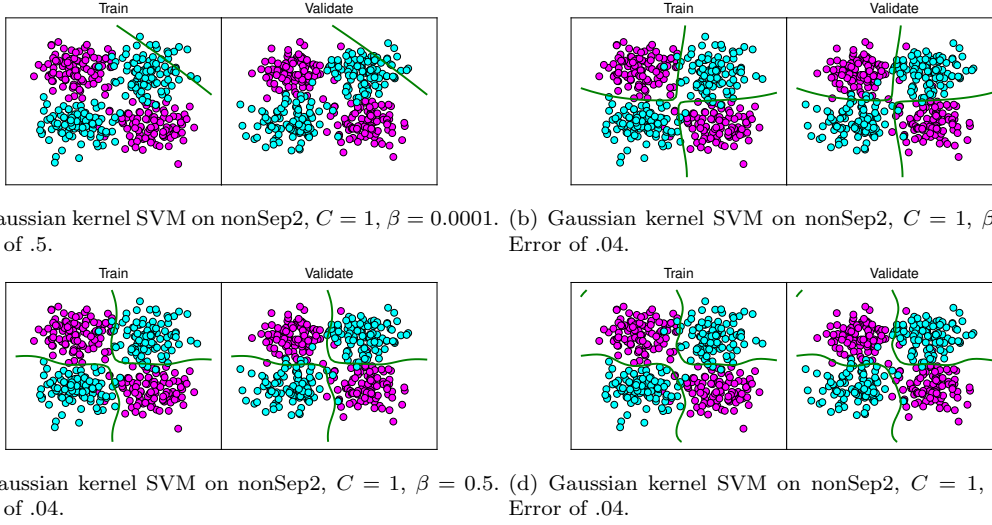 Train Validate Train Validate
aussian kernel SVM on nonSep2, C = 1, β = 0.0001.
of .5.
(b) Gaussian kernel SVM on nonSep2, C = 1, β
Error of .04.
Train Validate Train Validate
aussian kernel SVM on nonSep2, C = 1, β = 0.5.
of .04.
(d) Gaussian kernel SVM on nonSep2, C = 1,
Error of .04.